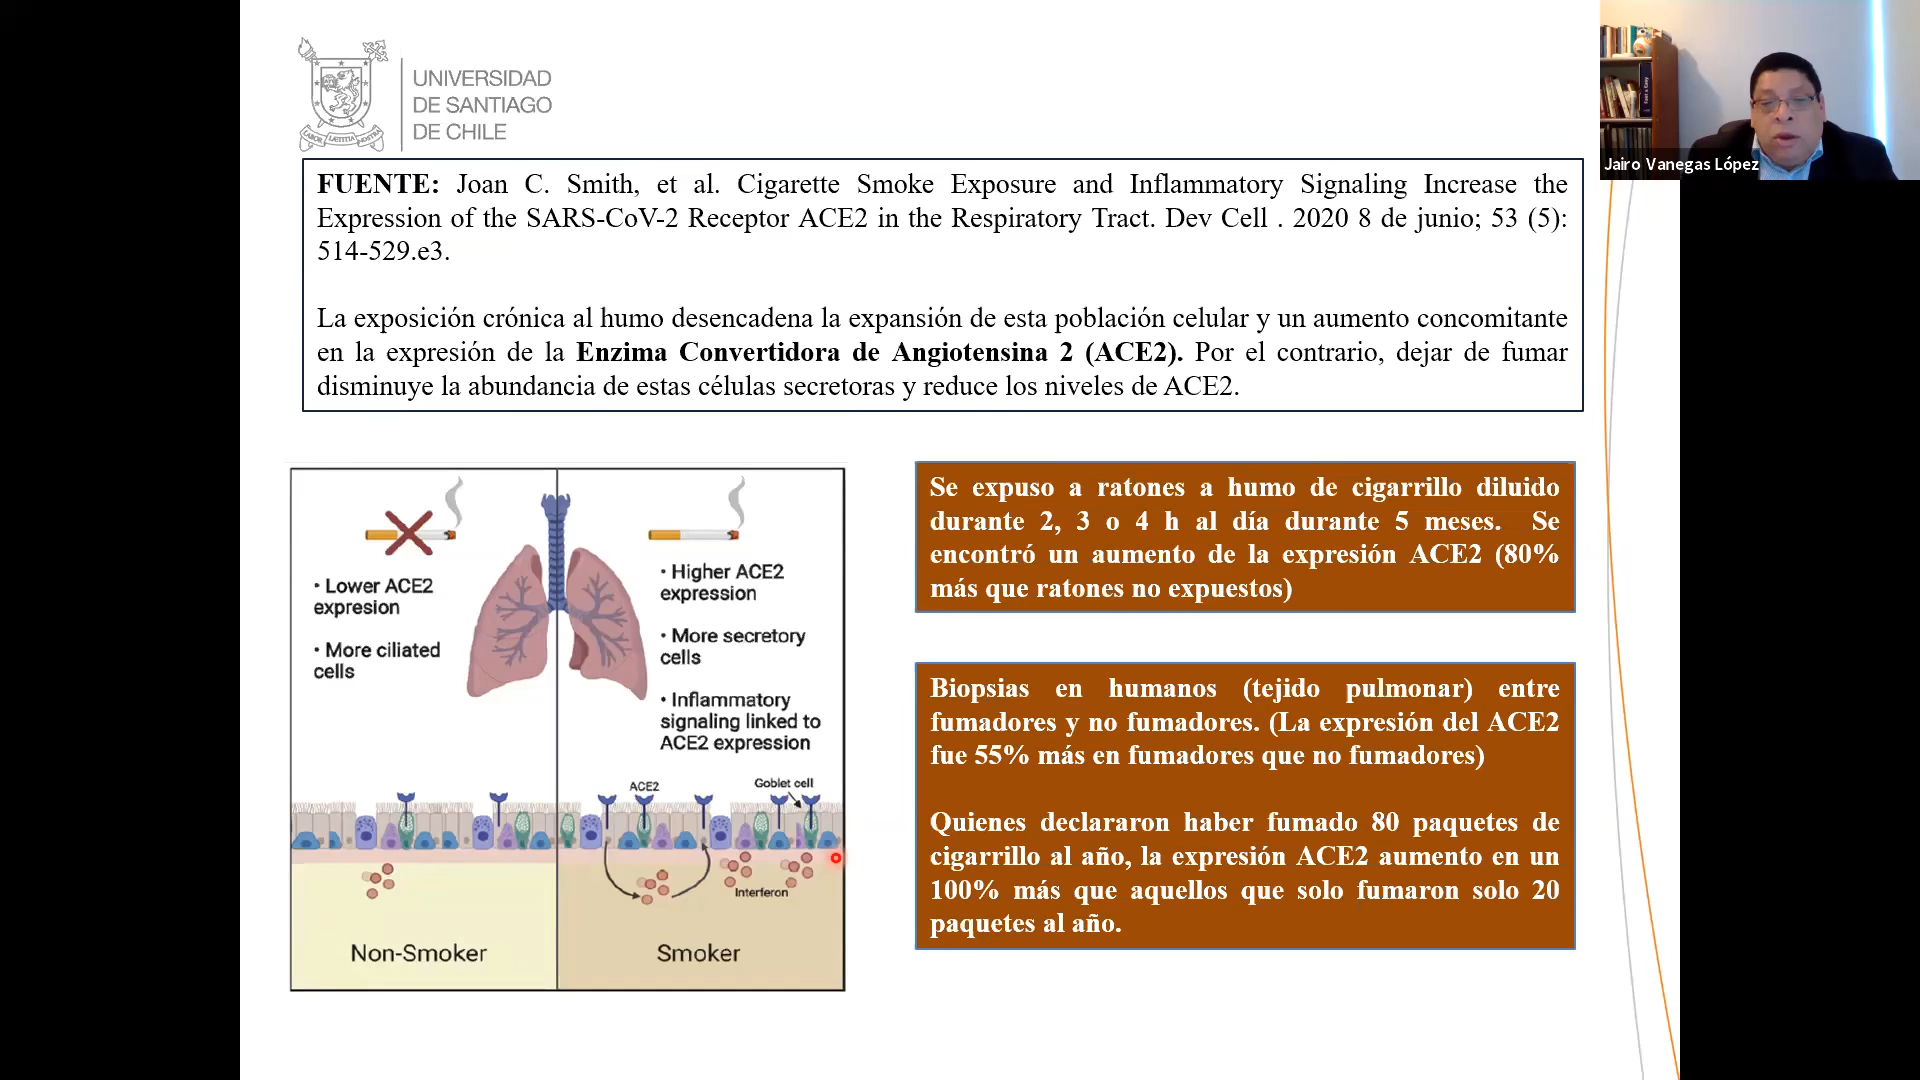 UNIVERSIDAD
DE SANTIAGO
DE CHILE
LABOR LÆTITIA NOSTRA
Jairo Vanegas López
FUENTE: Joan C. Smith, et al. Cigarette Smoke Exposure and Inflammatory Signaling Increase the
Expression of the SARS-CoV-2 Receptor ACE2 in the Respiratory Tract. Dev Cell . 2020 8 de junio; 53 (5):
514-529.e3.
La exposición crónica al humo desencadena la expansión de esta población celular y un aumento concomitante
en la expresión de la Enzima Convertidora de Angiotensina 2 (ACE2). Por el contrario, dejar de fumar
disminuye la abundancia de estas células secretoras y reduce los niveles de ACE2.
• Lower ACE2
expresion
• More ciliated
cells
• Higher ACE2
expression
• More secretory
cells
• Inflammatory
signaling linked to
ACE2 expression
ACE2
Goblet cell
Interferon
Non-Smoker
Smoker
Se expuso a ratones a humo de cigarrillo diluido
durante 2, 3 o 4 h al día durante 5 meses. Se
encontró un aumento de la expresión ACE2 (80%
más que ratones no expuestos)
Biopsias en humanos (tejido pulmonar) entre
fumadores y no fumadores. (La expresión del ACE2
fue 55% más en fumadores que no fumadores)
Quienes declararon haber fumado 80 paquetes de
cigarrillo al año, la expresión ACE2 aumento en un
100% más que aquellos que solo fumaron solo 20
paquetes al año.